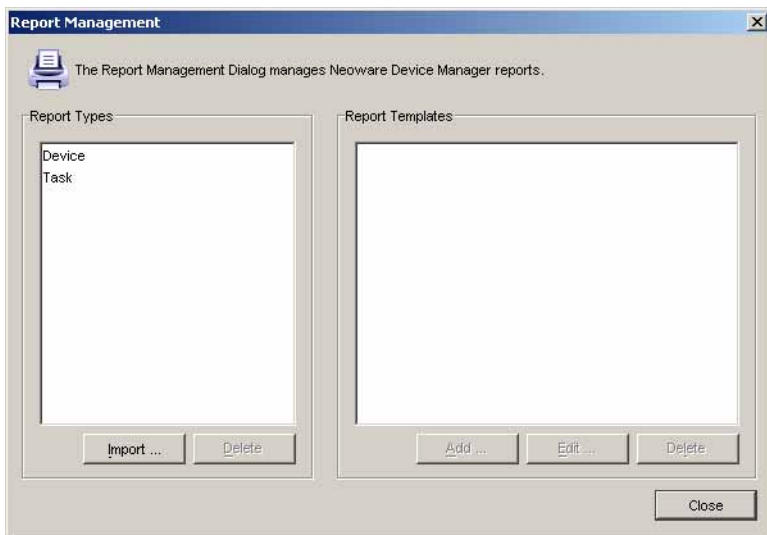 Report Management
The Report Management Dialog manages Neoware Device Manager reports.
Report Types
Report Templates
Device
Task
Import ...
Delete
Add ...
Edit ...
Delete
Close